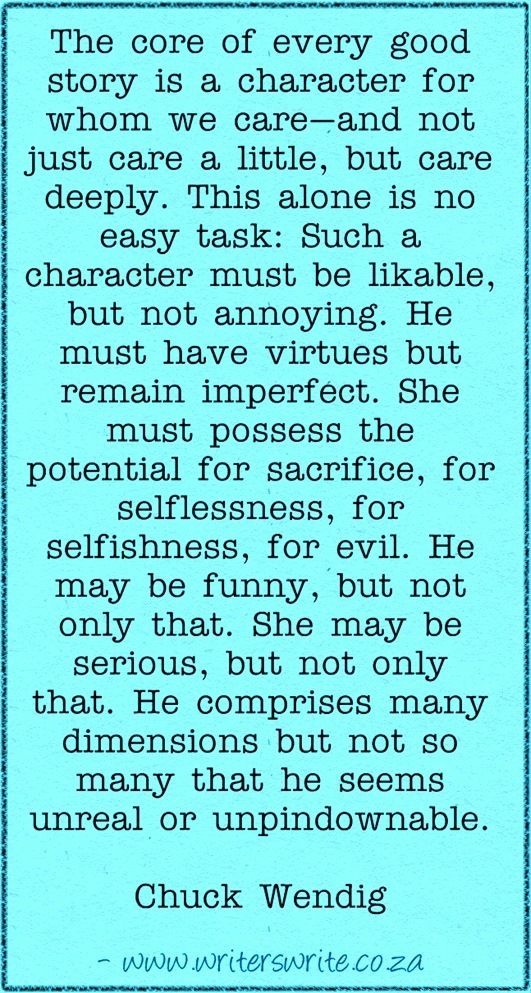 The core of every good
story is a character for
whom we care—and not
just care a little, but care
deeply. This alone is no
easy task: Such a
character must be likable,
but not annoying. He
must have virtues but
remain imperfect. She
must possess the
potential for sacrifice, for
selflessness, for
selfishness, for evil. He
may be funny, but not
only that. She may be
serious, but not only
that. He comprises many
dimensions but not so
many that he seems
unreal or unpindownable.
Chuck Wendig
- www.writerswrite.co.za